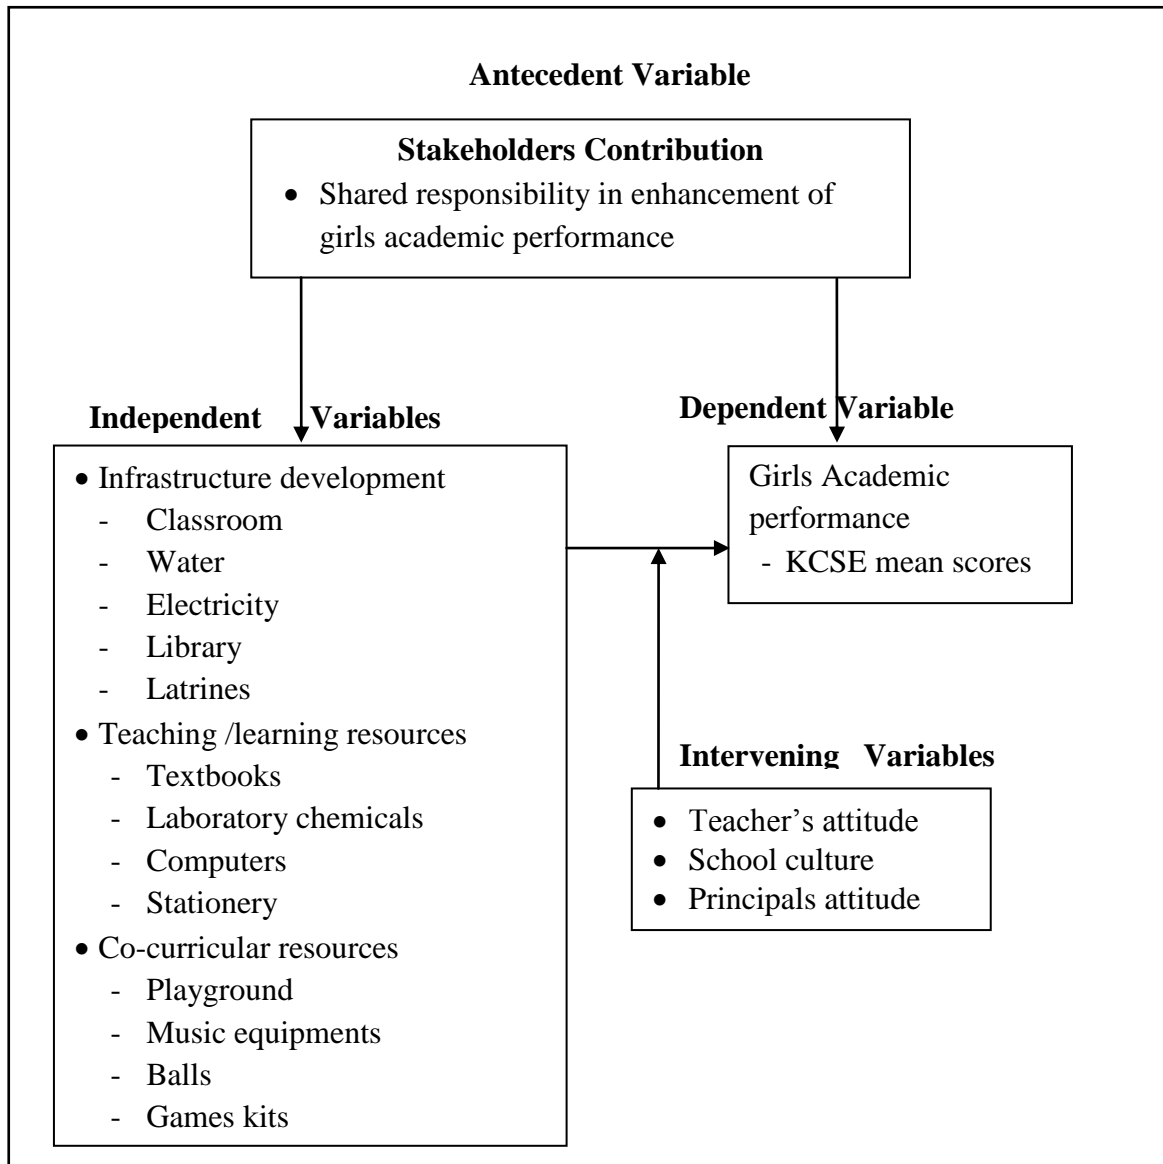 Antecedent Variable
Stakeholders Contribution
• Shared responsibility in enhancement of
girls academic performance
Independent Variables
• Infrastructure development
- Classroom
- Water
- Electricity
- Library
- Latrines
• Teaching /learning resources
- Textbooks
- Laboratory chemicals
- Computers
- Stationery
• Co-curricular resources
- Playground
- Music equipments
- Balls
- Games kits
Dependent Variable
Girls Academic
performance
- KCSE mean scores
Intervening Variables
• Teacher’s attitude
• School culture
• Principals attitude